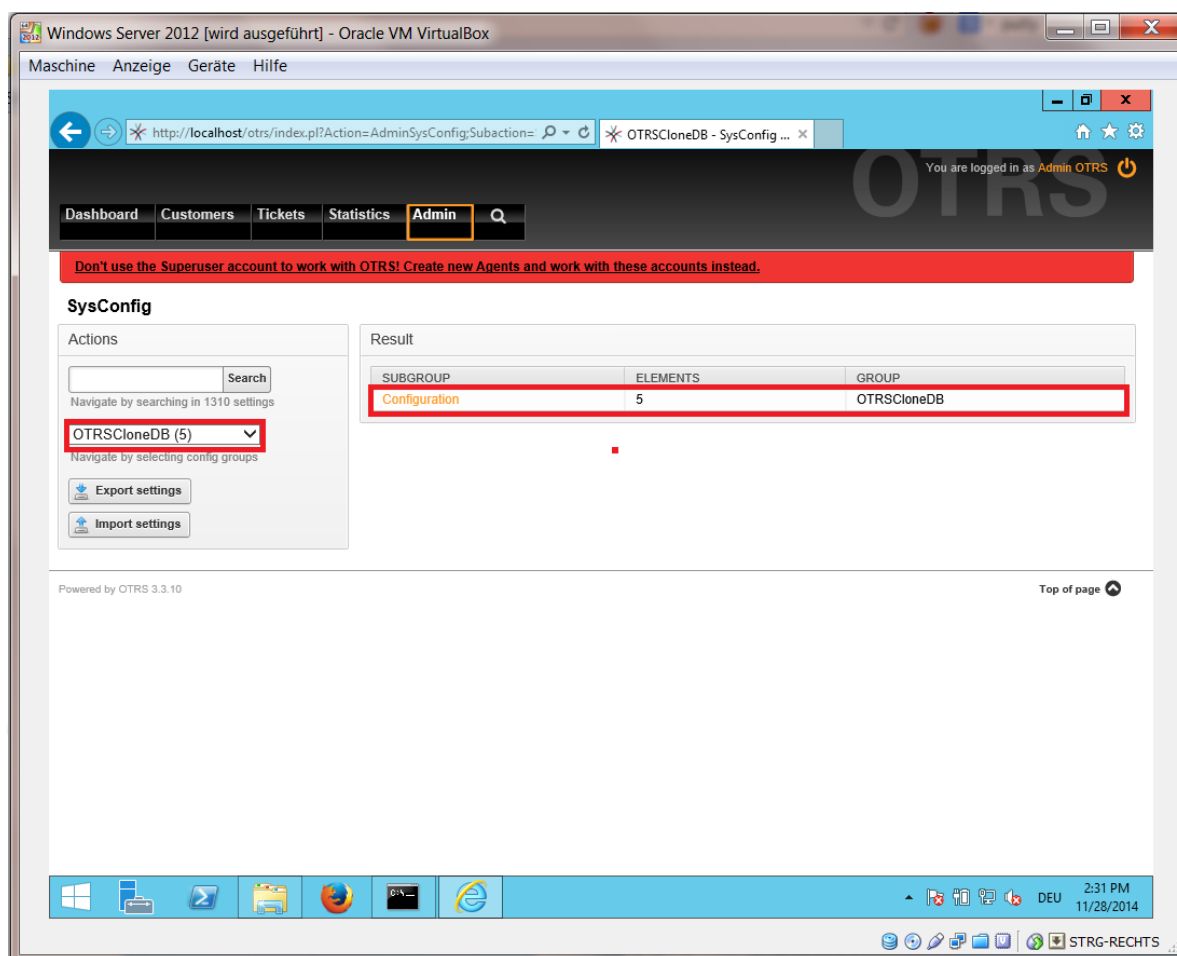 Windows Server 2012 [wird ausgeführt] - Oracle VM VirtualBox
Maschine Anzeige Geräte Hilfe
http://localhost/otrs/index.pl?Action=AdminSysConfig;Subaction=
OTRSCloneDB - SysConfig ...
OTRS
You are logged in as Admin OTRS
Dashboard Customers Tickets Statistics Admin
Don't use the Superuser account to work with OTRS! Create new Agents and work with these accounts instead.
SysConfig
Actions
Search
Navigate by searching in 1310 settings
OTRSCloneDB (5)
Navigate by selecting config groups
Export settings
Import settings
Result
SUBGROUP ELEMENTS GROUP
Configuration 5 OTRSCloneDB
Powered by OTRS 3.3.10
Top of page
DEU
2:31 PM
11/28/2014
STRG-RECHTS